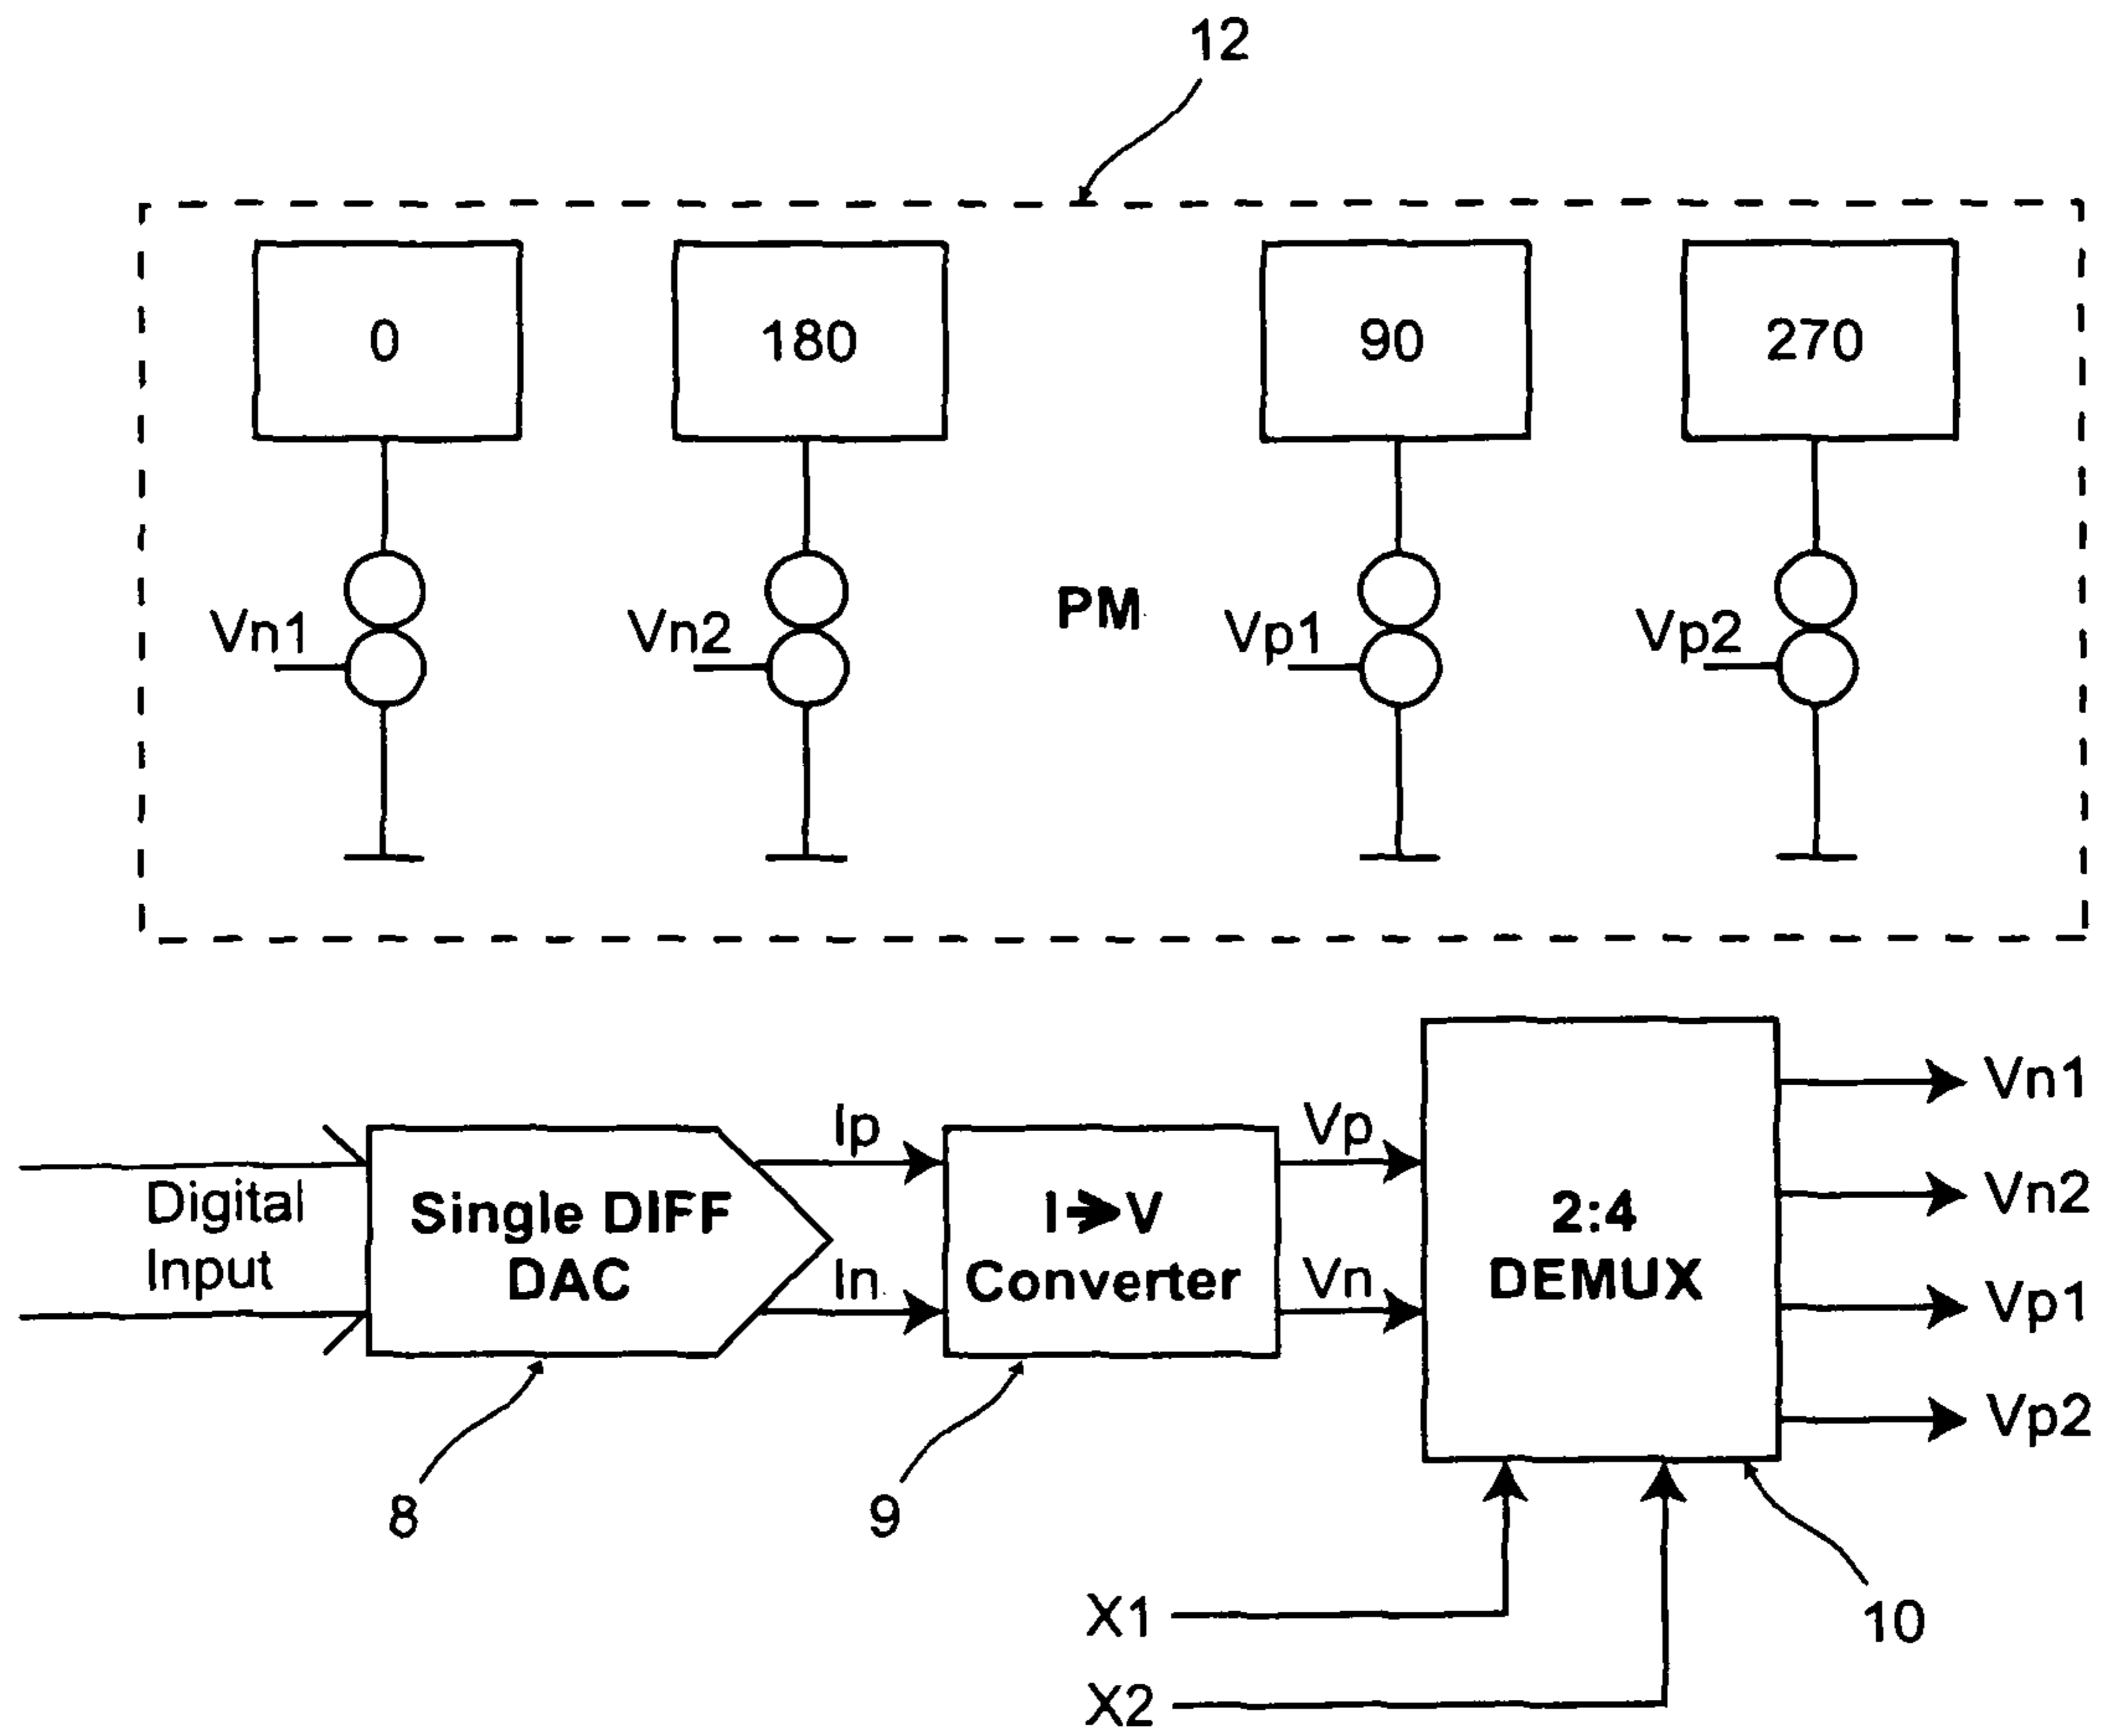 12
0
180
90
270
Vn1
Vn2
PM
Vp1
Vp2
Digital
Input
Single DIFF
DAC
Ip
In
I→V
Converter
Vp
Vn
2:4
DEMUX
Vn1
Vn2
Vp1
Vp2
8
9
10
X1
X2